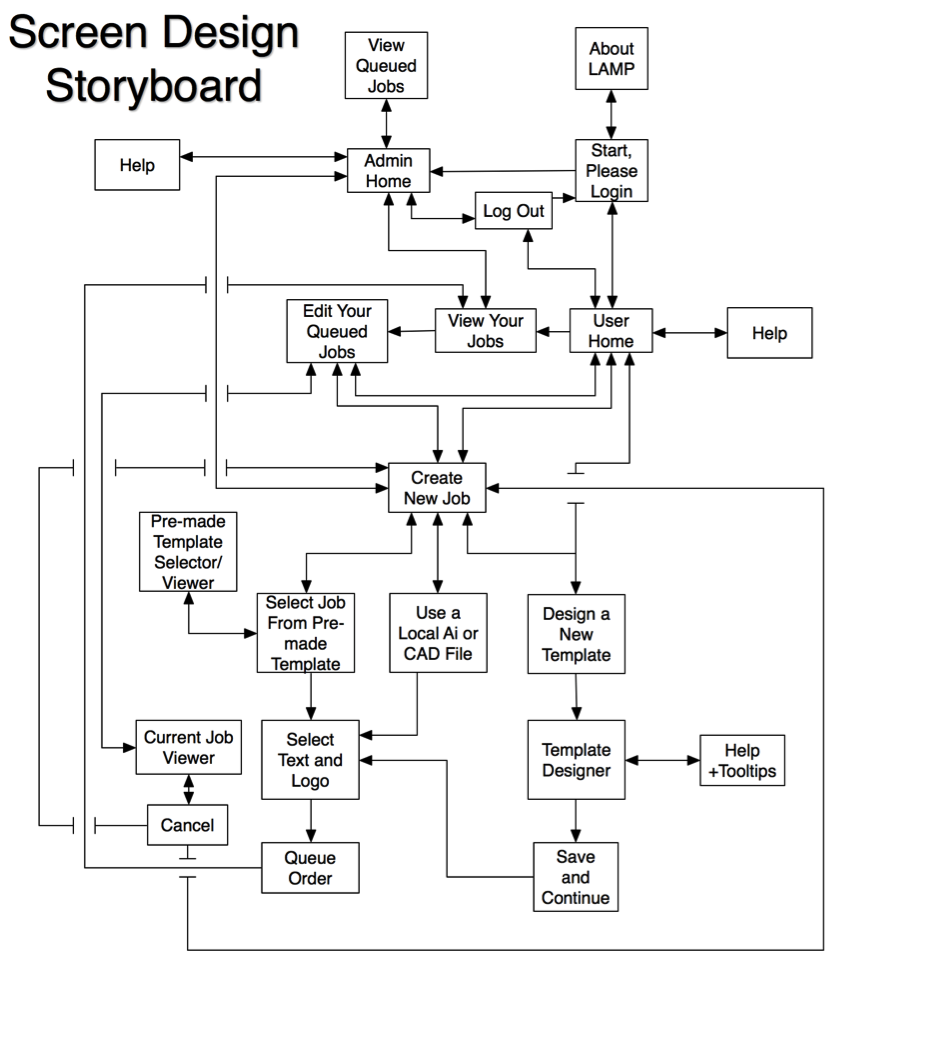 Screen Design
Storyboard
View
Queued
Jobs
About
LAMP
Help
Admin
Home
Start,
Please
Login
Log Out
Edit Your
Queued
Jobs
View Your
Jobs
User
Home
Help
Create
New Job
Pre-made
Template
Selector/
Viewer
Select Job
From Pre-
made
Template
Use a
Local Ai or
CAD File
Design a
New
Template
Current Job
Viewer
Select
Text and
Logo
Template
Designer
Help
+Tooltips
Cancel
Queue
Order
Save
and
Continue